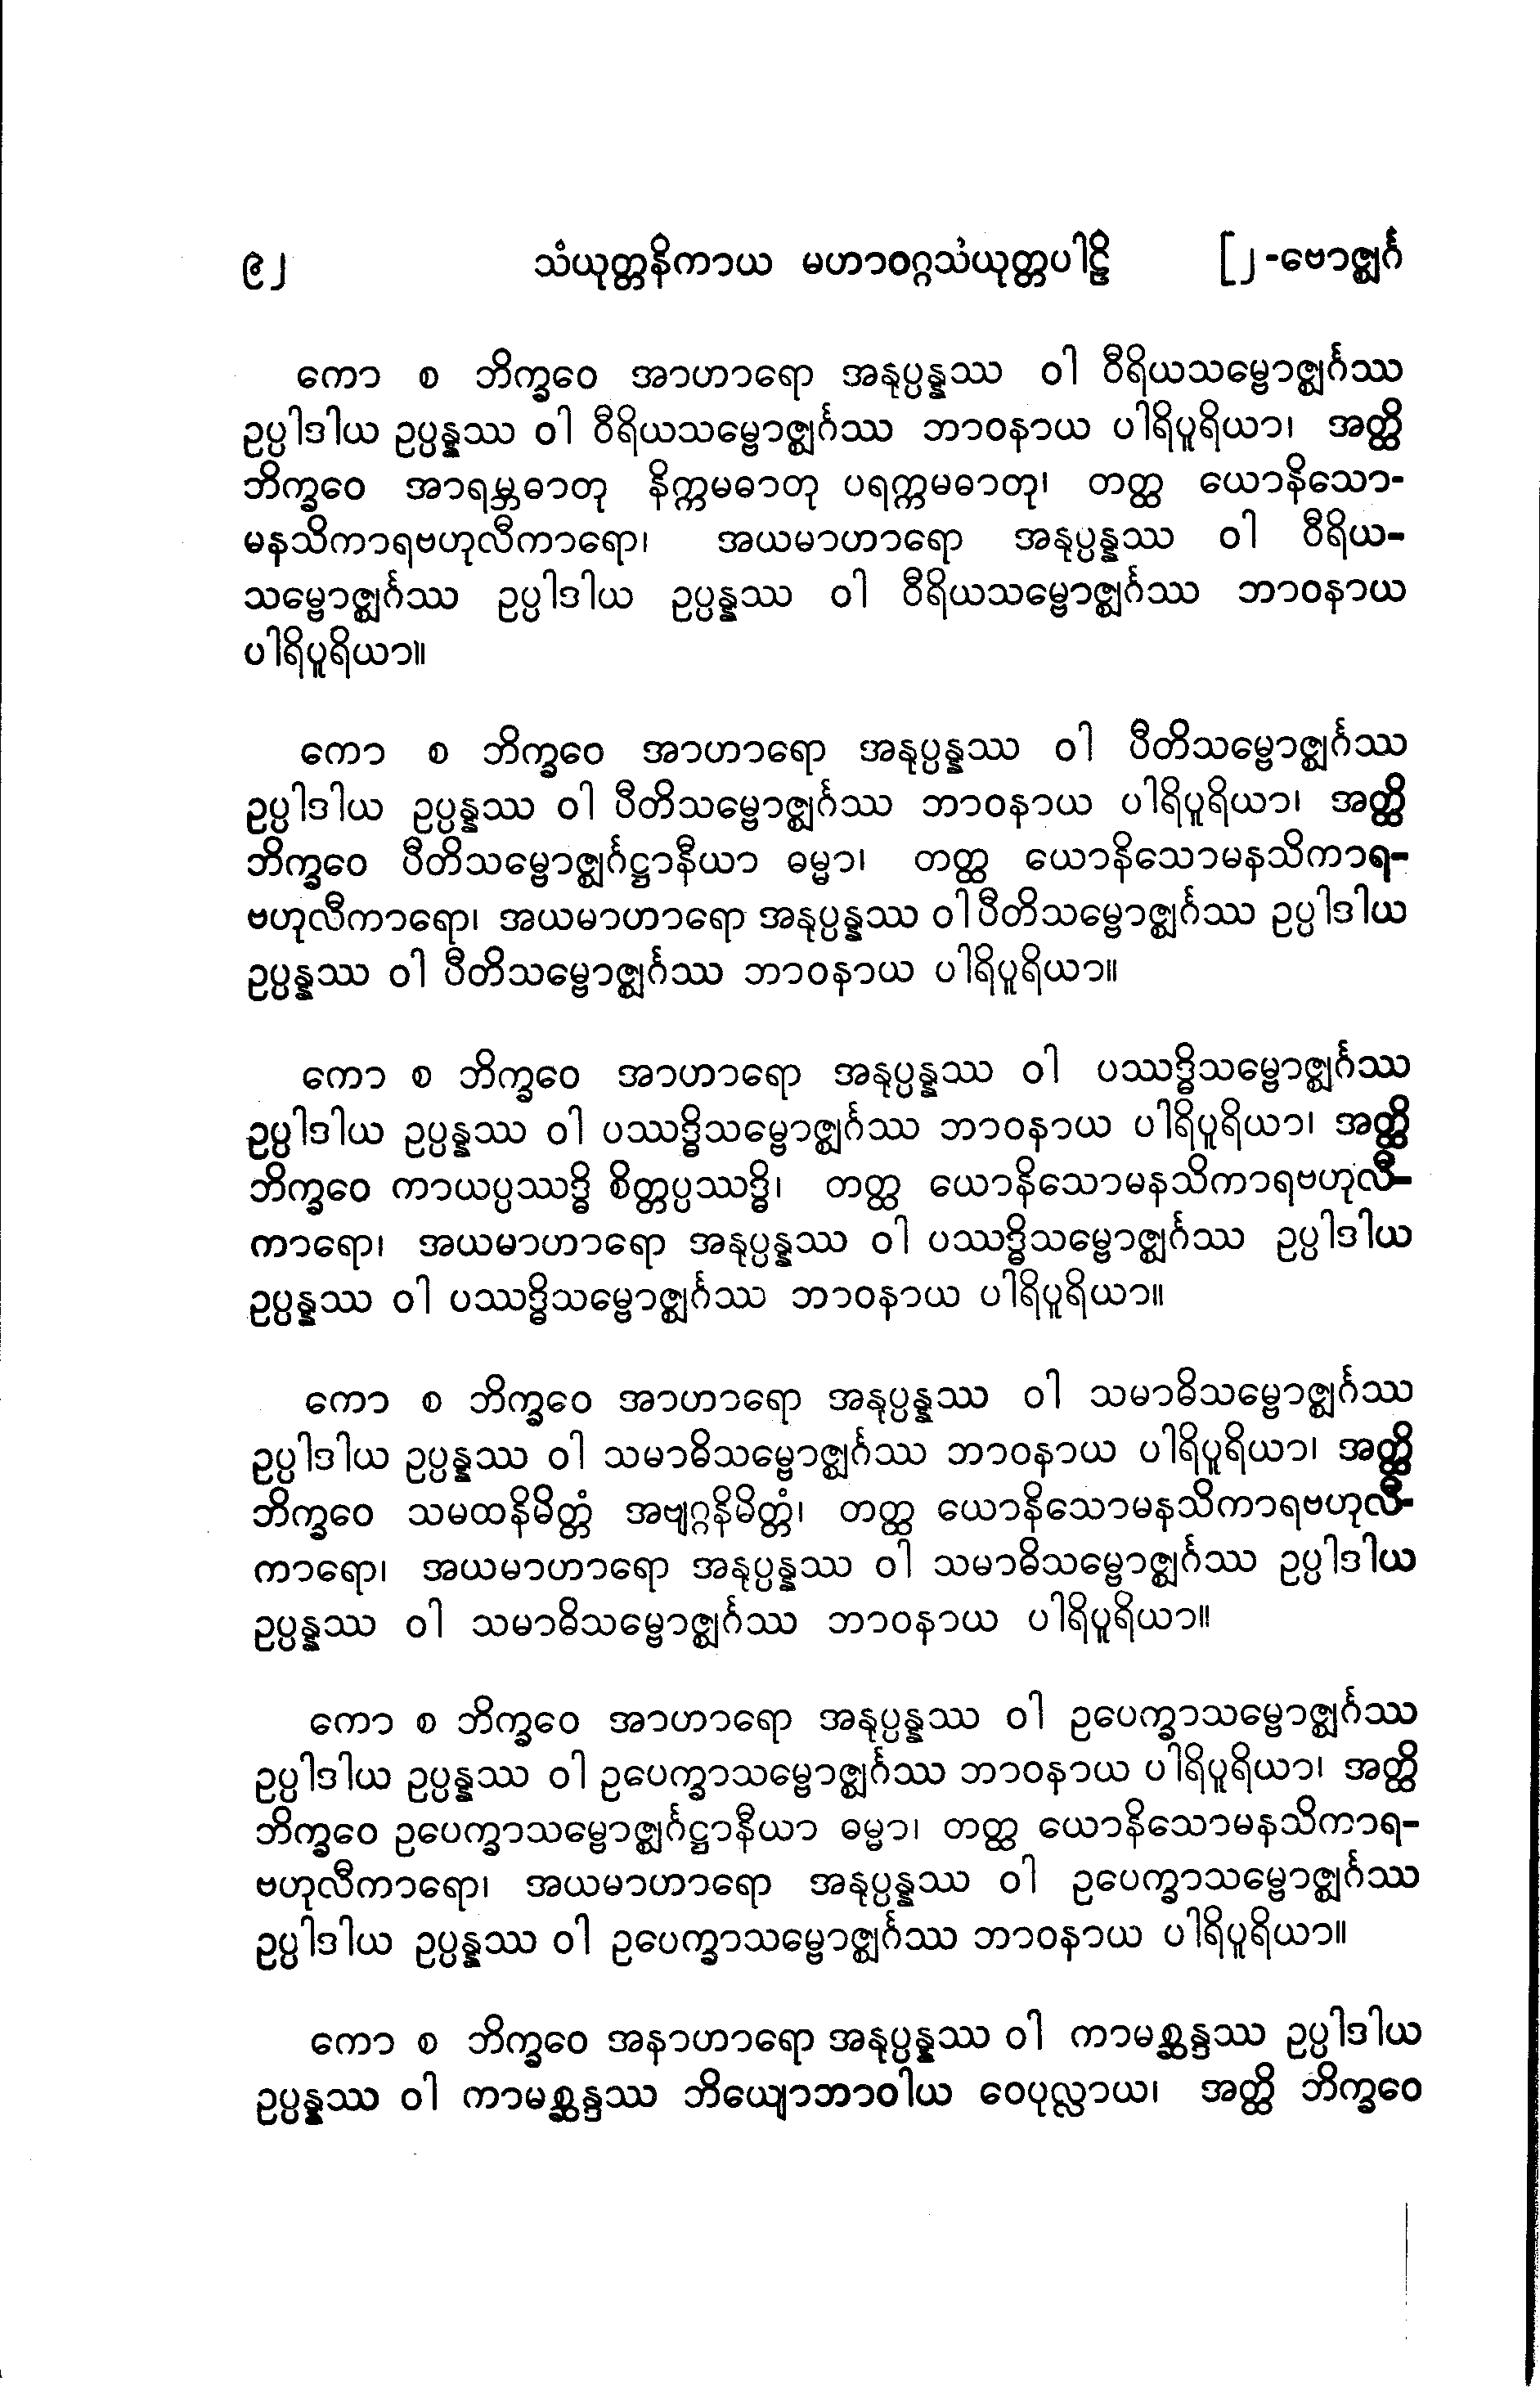 ၉၂ သံယုတ္တနိကာယ မဟာဝဂ္ဂသံယုတ္တပါဠိ [၂-ဗောဇ္ဈင်္ဂ
ကော စ ဘိက္ခဝေ အာဟာရော အနုပ္ပန္နဿ ဝါ ဝီရိယသမ္ဗောဇ္ဈင်္ဂဿ
ဥပ္ပါဒါယ ဥပ္ပန္နဿ ဝါ ဝီရိယသမ္ဗောဇ္ဈင်္ဂဿ ဘာဝနာယ ပါရိပူရိယာ၊ အတ္ထိ
ဘိက္ခဝေ အာရမ္ဘဓာတု နိက္ကမဓာတု ပရက္ကမဓာတု၊ တတ္ထ ယောနိသော-
မနသိကာရဗဟုလီကာရော၊ အယမာဟာရော အနုပ္ပန္နဿ ဝါ ဝီရိယ-
သမ္ဗောဇ္ဈင်္ဂဿ ဥပ္ပါဒါယ ဥပ္ပန္နဿ ဝါ ဝီရိယသမ္ဗောဇ္ဈင်္ဂဿ ဘာဝနာယ
ပါရိပူရိယာ။
ကော စ ဘိက္ခဝေ အာဟာရော အနုပ္ပန္နဿ ဝါ ပီတိသမ္ဗောဇ္ဈင်္ဂဿ
ဥပ္ပါဒါယ ဥပ္ပန္နဿ ဝါ ပီတိသမ္ဗောဇ္ဈင်္ဂဿ ဘာဝနာယ ပါရိပူရိယာ၊ အတ္ထိ
ဘိက္ခဝေ ပီတိသမ္ဗောဇ္ဈင်္ဂဋ္ဌာနီယာ ဓမ္မာ၊ တတ္ထ ယောနိသောမနသိကာရ-
ဗဟုလီကာရော၊ အယမာဟာရော အနုပ္ပန္နဿ ဝါ ပီတိသမ္ဗောဇ္ဈင်္ဂဿ ဥပ္ပါဒါယ
ဥပ္ပန္နဿ ဝါ ပီတိသမ္ဗောဇ္ဈင်္ဂဿ ဘာဝနာယ ပါရိပူရိယာ။
ကော စ ဘိက္ခဝေ အာဟာရော အနုပ္ပန္နဿ ဝါ ပဿဒ္ဓိသမ္ဗောဇ္ဈင်္ဂဿ
ဥပ္ပါဒါယ ဥပ္ပန္နဿ ဝါ ပဿဒ္ဓိသမ္ဗောဇ္ဈင်္ဂဿ ဘာဝနာယ ပါရိပူရိယာ၊ အတ္ထိ
ဘိက္ခဝေ ကာယပ္ပဿဒ္ဓိ စိတ္တပ္ပဿဒ္ဓိ၊ တတ္ထ ယောနိသောမနသိကာရဗဟုလီ-
ကာရော၊ အယမာဟာရော အနုပ္ပန္နဿ ဝါ ပဿဒ္ဓိသမ္ဗောဇ္ဈင်္ဂဿ ဥပ္ပါဒါယ
ဥပ္ပန္နဿ ဝါ ပဿဒ္ဓိသမ္ဗောဇ္ဈင်္ဂဿ ဘာဝနာယ ပါရိပူရိယာ။
ကော စ ဘိက္ခဝေ အာဟာရော အနုပ္ပန္နဿ ဝါ သမာဓိသမ္ဗောဇ္ဈင်္ဂဿ
ဥပ္ပါဒါယ ဥပ္ပန္နဿ ဝါ သမာဓိသမ္ဗောဇ္ဈင်္ဂဿ ဘာဝနာယ ပါရိပူရိယာ၊ အတ္ထိ
ဘိက္ခဝေ သမထနိမိတ္တံ အဗျဂ္ဂနိမိတ္တံ၊ တတ္ထ ယောနိသောမနသိကာရဗဟုလီ-
ကာရော၊ အယမာဟာရော အနုပ္ပန္နဿ ဝါ သမာဓိသမ္ဗောဇ္ဈင်္ဂဿ ဥပ္ပါဒါယ
ဥပ္ပန္နဿ ဝါ သမာဓိသမ္ဗောဇ္ဈင်္ဂဿ ဘာဝနာယ ပါရိပူရိယာ။
ကော စ ဘိက္ခဝေ အာဟာရော အနုပ္ပန္နဿ ဝါ ဥပေက္ခာသမ္ဗောဇ္ဈင်္ဂဿ
ဥပ္ပါဒါယ ဥပ္ပန္နဿ ဝါ ဥပေက္ခာသမ္ဗောဇ္ဈင်္ဂဿ ဘာဝနာယ ပါရိပူရိယာ၊ အတ္ထိ
ဘိက္ခဝေ ဥပေက္ခာသမ္ဗောဇ္ဈင်္ဂဋ္ဌာနီယာ ဓမ္မာ၊ တတ္ထ ယောနိသောမနသိကာရ-
ဗဟုလီကာရော၊ အယမာဟာရော အနုပ္ပန္နဿ ဝါ ဥပေက္ခာသမ္ဗောဇ္ဈင်္ဂဿ
ဥပ္ပါဒါယ ဥပ္ပန္နဿ ဝါ ဥပေက္ခာသမ္ဗောဇ္ဈင်္ဂဿ ဘာဝနာယ ပါရိပူရိယာ။
ကော စ ဘိက္ခဝေ အနာဟာရော အနုပ္ပန္နဿ ဝါ ကာမစ္ဆန္ဒဿ ဥပ္ပါဒါယ
ဥပ္ပန္နဿ ဝါ ကာမစ္ဆန္ဒဿ ဘိယျောဘာဝါယ ဝေပုလ္လာယ၊ အတ္ထိ ဘိက္ခဝေ